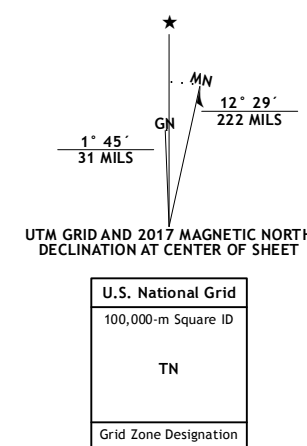 MN
GN
12° 29´
222 MILS
1° 45´
31 MILS
UTM GRID AND 2017 MAGNETIC NORTH
DECLINATION AT CENTER OF SHEET
U.S. National Grid
100,000-m Square ID
TN
Grid Zone Designation